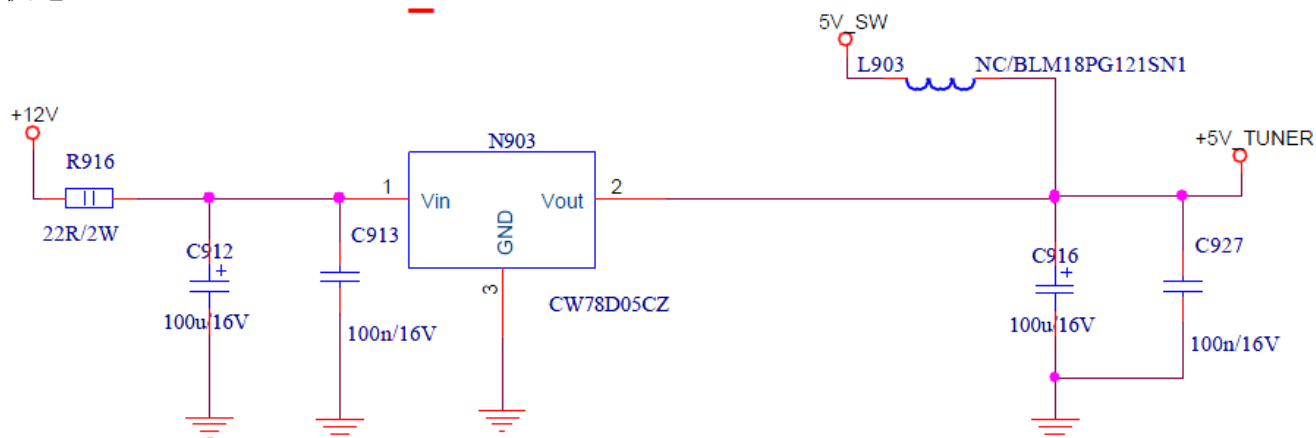 5V_SW
L903 NC/BLM18PG121SN1
+12V
+5V_TUNER
R916
N903
1 Vin Vout 2
22R/2W
C912
C913
GND
3
C916
C927
+
+
CW78D05CZ
100u/16V
100n/16V
100u/16V
100n/16V